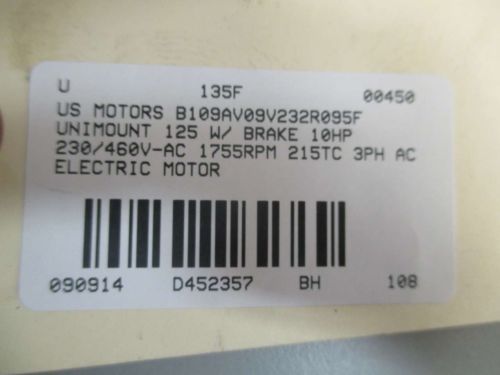 U 135F 00450
US MOTORS B109AV09V232R095F
UNIMOUNT 125 W/ BRAKE 10HP
230/460V-AC 1755RPM 215TC 3PH AC
ELECTRIC MOTOR
090914 D452357 BH 108